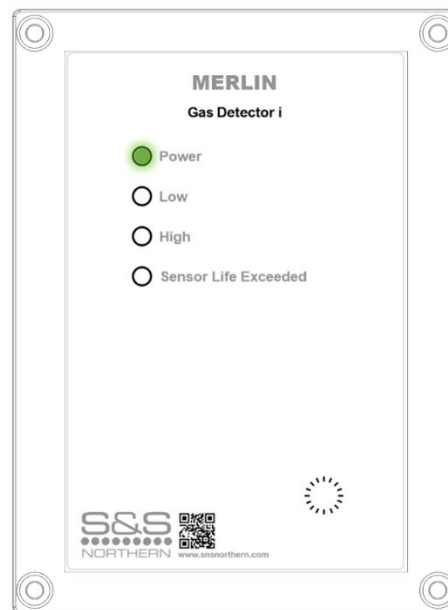 MERLIN
Gas Detector i
Power
Low
High
Sensor Life Exceeded
S&S
NORTHERN
www.snsnorthern.com